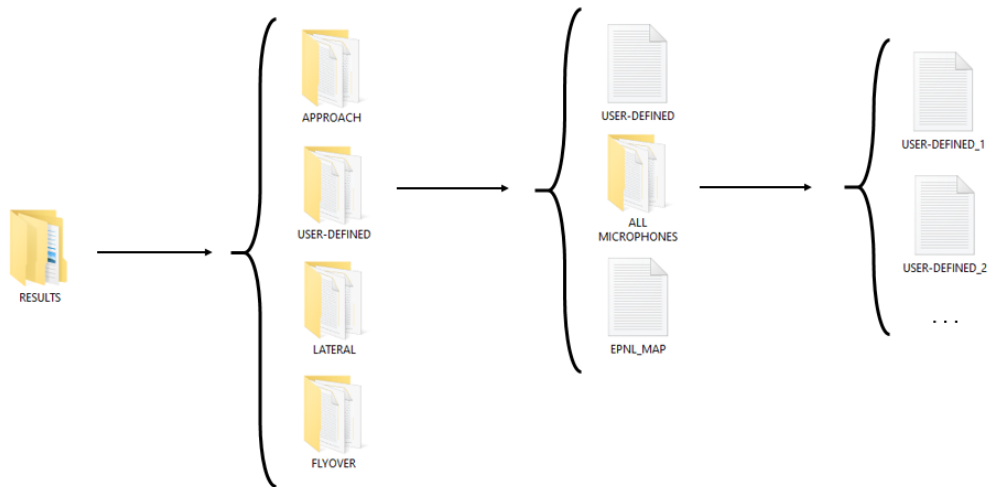 RESULTS
APPROACH
USER-DEFINED
LATERAL
FLYOVER
USER-DEFINED
ALL
MICROPHONES
EPNL_MAP
USER-DEFINED_1
USER-DEFINED_2
. . .